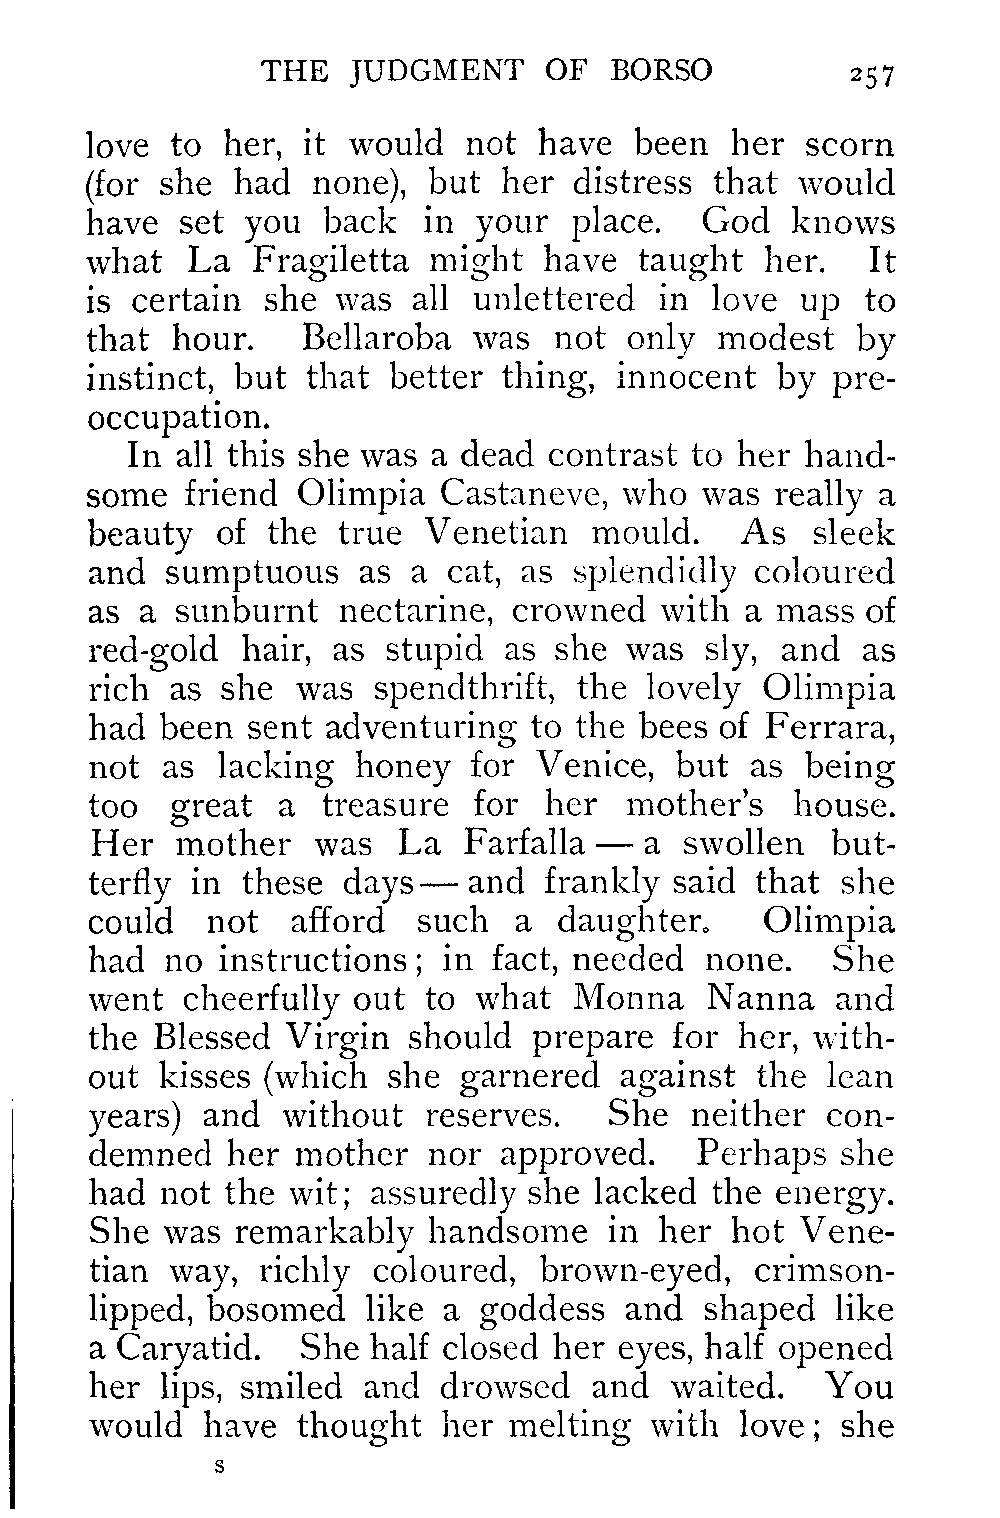 THE JUDGMENT OF BORSO 257
love to her, it would not have been her scorn
(for she had none), but her distress that would
have set you back in your place. God knows
what La Fragiletta might have taught her. It
is certain she was all unlettered in love up to
that hour. Bellaroba was not only modest by
instinct, but that better thing, innocent by pre-
occupation.
In all this she was a dead contrast to her hand-
some friend Olimpia Castaneve, who was really a
beauty of the true Venetian mould. As sleek
and sumptuous as a cat, as splendidly coloured
as a sunburnt nectarine, crowned with a mass of
red-gold hair, as stupid as she was sly, and as
rich as she was spendthrift, the lovely Olimpia
had been sent adventuring to the bees of Ferrara,
not as lacking honey for Venice, but as being
too great a treasure for her mother's house.
Her mother was La Farfalla — a swollen but-
terfly in these days — and frankly said that she
could not afford such a daughter. Olimpia
had no instructions; in fact, needed none. She
went cheerfully out to what Monna Nanna and
the Blessed Virgin should prepare for her, with-
out kisses (which she garnered against the lean
years) and without reserves. She neither con-
demned her mother nor approved. Perhaps she
had not the wit; assuredly she lacked the energy.
She was remarkably handsome in her hot Vene-
tian way, richly coloured, brown-eyed, crimson-
lipped, bosomed like a goddess and shaped like
a Caryatid. She half closed her eyes, half opened
her lips, smiled and drowsed and waited. You
would have thought her melting with love; she
s